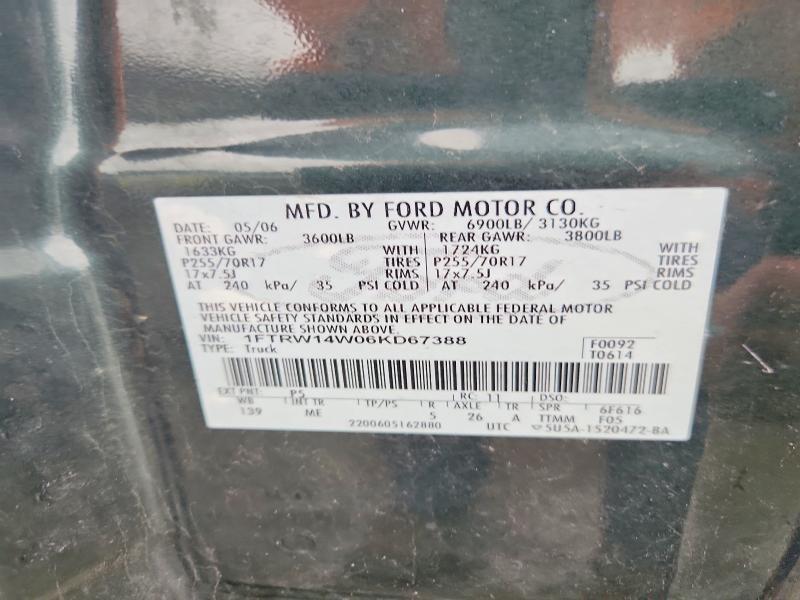 MFD. BY FORD MOTOR CO.
DATE: 05/06 GVWR: 6900LB/ 3130KG
FRONT GAWR: 3600LB REAR GAWR: 3800LB
1633KG WITH 1724KG WITH
P255/70R17 TIRES P255/70R17 TIRES
17x7.5J RIMS 17x7.5J RIMS
AT 240 kPa/ 35 PSI COLD AT 240 kPa/ 35 PSI COLD
THIS VEHICLE CONFORMS TO ALL APPLICABLE FEDERAL MOTOR
VEHICLE SAFETY STANDARDS IN EFFECT ON THE DATE OF
MANUFACTURE SHOWN ABOVE.
VIN: 1FTRW14W06KD67388 F0092
TYPE: Truck T0614
EXT PNT: P5 RC: 11 DSO:
WB INT TR TP/PS R AXLE TR SPR 6F616
139 ME 5 26 A TTMM F05
2200605162880 UTC 5U5A-1520472-BA
Ford